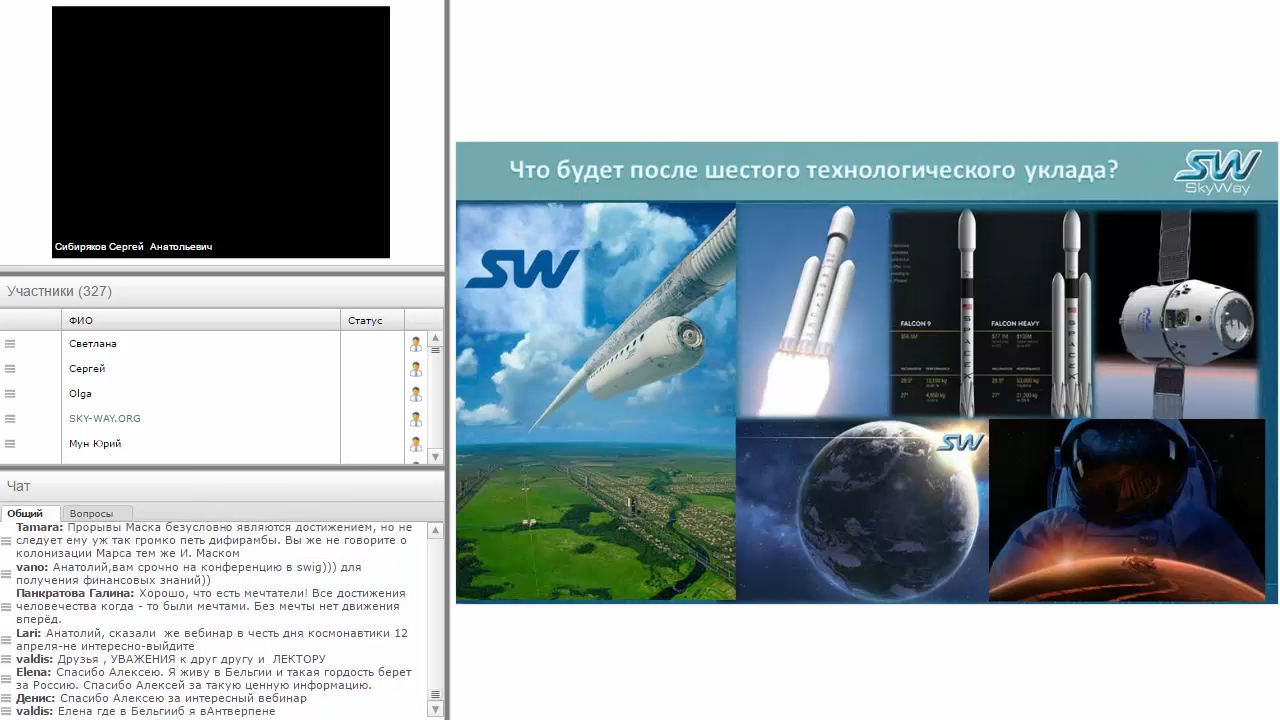 Сибиряков Сергей Анатольевич
Участники (327)
ФИО
Статус
Светлана
Сергей
Olga
SKY-WAY.ORG
Мун Юрий
Чат
Общий
Вопросы
Tamara: Прорывы Маска безусловно являются достижением, но не
следует ему уж так громко петь дифирамбы. Вы же не говорите о
колонизации Марса тем же И. Маском
vano: Анатолий,вам срочно на конференцию в swig))) для
получения финансовых знаний))
Панкратова Галина: Хорошо, что есть мечтатели! Все достижения
человечества когда - то были мечтами. Без мечты нет движения
вперёд.
Lari: Анатолий, сказали же вебинар в честь дня космонавтики 12
апреля-не интересно-выйдите
valdis: Друзья , УВАЖЕНИЯ к друг другу и ЛЕКТОРУ
Elena: Спасибо Алексею. Я живу в Бельгии и такая гордость берет
за Россию. Спасибо Алексей за такую ценную информацию.
Денис: Спасибо Алексею за интересный вебинар
valdis: Елена где в Бельгииб я вАнтверпене
Что будет после шестого технологического уклада?
SW
SkyWay
SW
FALCON 9
FALCON HEAVY
SPACEX
SPACEX
SW